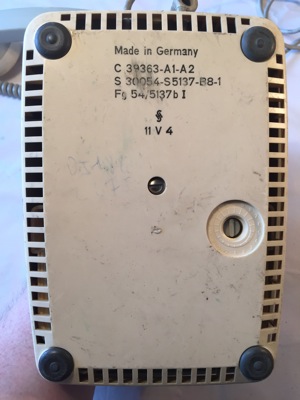 Made in Germany
C 39363-A1-A2
S 30054-S5137-B8-1
Fg 54/5137b I
11 V 4